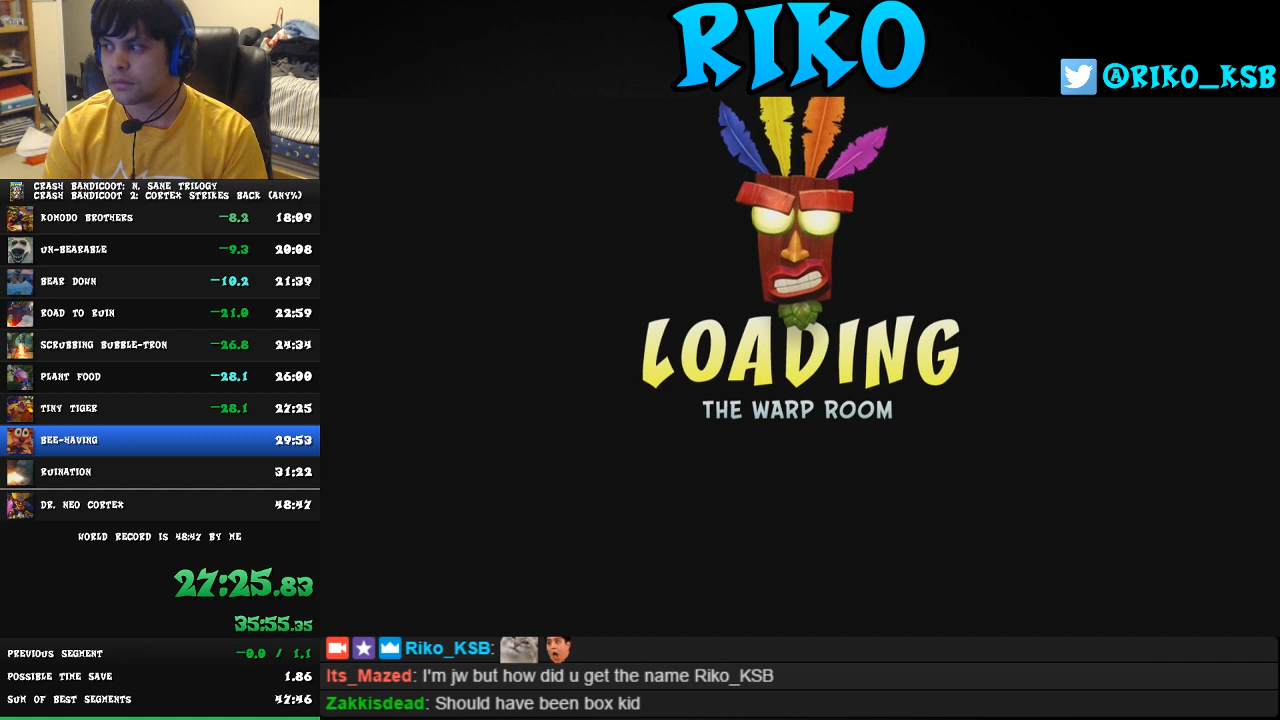 RIKO
@RIKO_KSB
CRASH BANDICOOT: N. SANE TRILOGY
CRASH BANDICOOT 2: CORTEX STRIKES BACK (ANY%)
KOMODO BROTHERS -8.2 18:09
UN-BEARABLE -9.3 20:08
BEAR DOWN -10.2 21:39
ROAD TO RUIN -21.0 22:59
SCRUBBING BUBBLE-TRON -26.8 24:34
PLANT FOOD -28.1 26:00
TINY TIGER -28.1 27:25
BEE-HAVING 29:53
RUINATION 31:22
DR. NEO CORTEX 48:47
WORLD RECORD IS 48:47 BY ME
27:25.83
35:55.35
PREVIOUS SEGMENT -0.0 / 1.1
POSSIBLE TIME SAVE 1.86
SUM OF BEST SEGMENTS 47:46
LOADING
THE WARP ROOM
Riko_KSB:
Its_Mazed: I'm jw but how did u get the name Riko_KSB
Zakkisdead: Should have been box kid